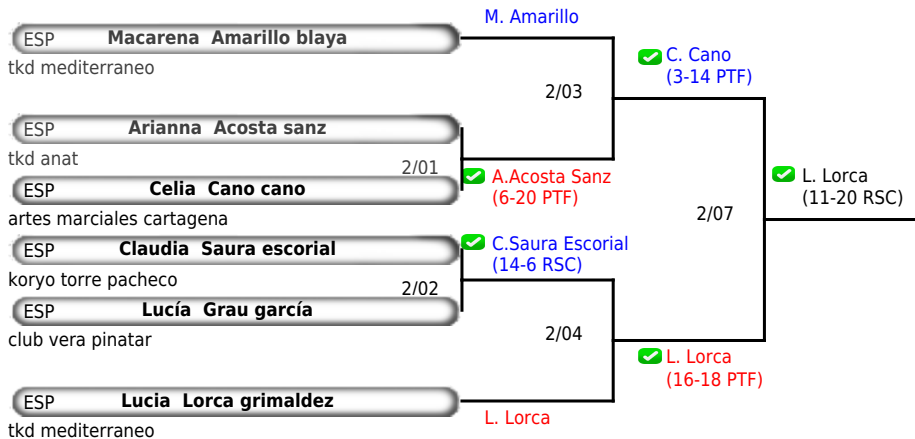 M. Amarillo
ESP Macarena Amarillo blaya
tkd mediterraneo
C. Cano
(3-14 PTF)
2/03
ESP Arianna Acosta sanz
tkd anat
2/01
A.Acosta Sanz
(6-20 PTF)
ESP Celia Cano cano
artes marciales cartagena
L. Lorca
(11-20 RSC)
2/07
ESP Claudia Saura escorial
koryo torre pacheco
C.Saura Escorial
(14-6 RSC)
2/02
ESP Lucía Grau garcía
club vera pinatar
2/04
L. Lorca
(16-18 PTF)
ESP Lucia Lorca grimaldez
tkd mediterraneo
L. Lorca